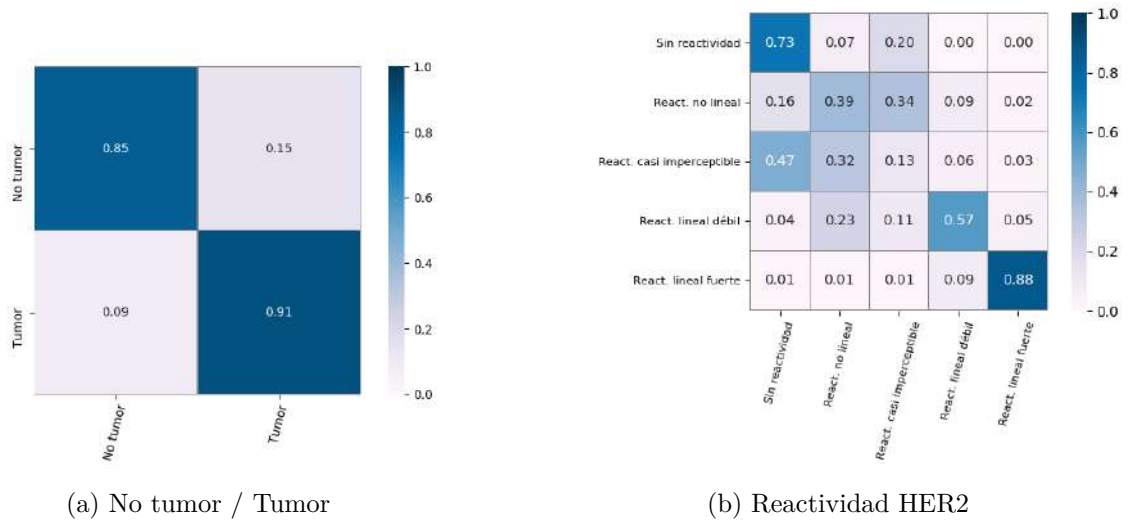 No tumor
0.85 0.15
Tumor
0.09 0.91
No tumor Tumor
1.0
0.8
0.6
0.4
0.2
0.0
(a) No tumor / Tumor
Sin reactividad 0.73 0.07 0.20 0.00 0.00
React. no lineal 0.16 0.39 0.34 0.09 0.02
React. casi imperceptible 0.47 0.32 0.13 0.06 0.03
React. lineal débil 0.04 0.23 0.11 0.57 0.05
React. lineal fuerte 0.01 0.01 0.01 0.09 0.88
Sin reactividad React. no lineal React. casi imperceptible React. lineal débil React. lineal fuerte
1.0
0.8
0.6
0.4
0.2
0.0
(b) Reactividad HER2